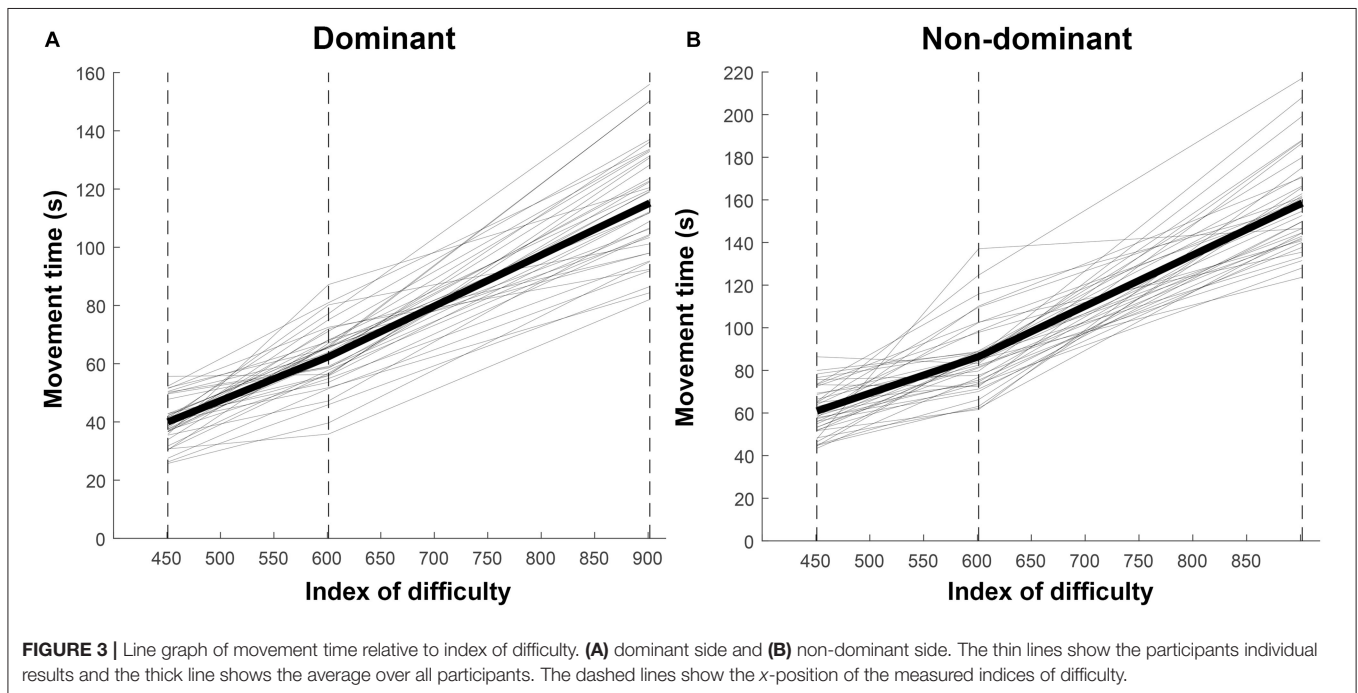 A
Dominant
160
140
120
100
80
60
40
20
0
Movement time (s)
450 500 550 600 650 700 750 800 850 900
Index of difficulty
B
Non-dominant
220
200
180
160
140
120
100
80
60
40
20
0
Movement time (s)
450 500 550 600 650 700 750 800 850
Index of difficulty
FIGURE 3 | Line graph of movement time relative to index of difficulty. (A) dominant side and (B) non-dominant side. The thin lines show the participants individual
results and the thick line shows the average over all participants. The dashed lines show the x-position of the measured indices of difficulty.